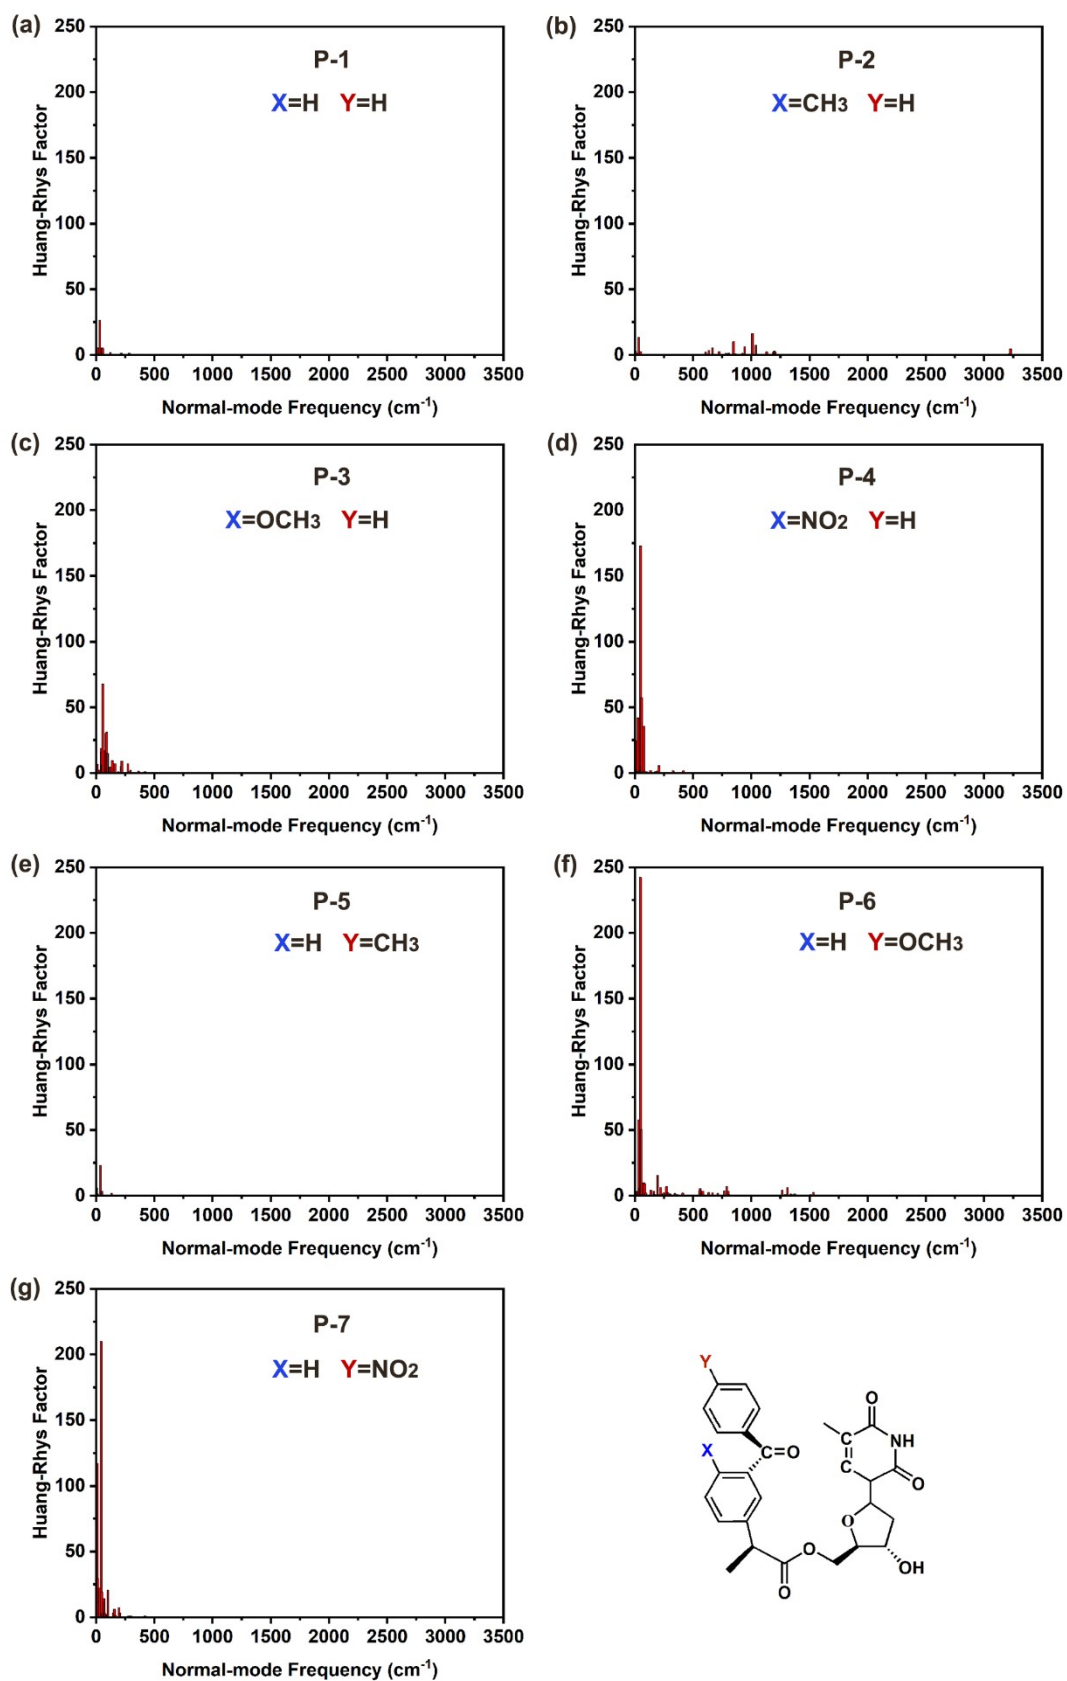 (a)
P-1
X=H Y=H
250
200
150
100
50
0
Huang-Rhys Factor
0 500 1000 1500 2000 2500 3000 3500
Normal-mode Frequency (cm-1)
(b)
P-2
X=CH3 Y=H
250
200
150
100
50
0
Huang-Rhys Factor
0 500 1000 1500 2000 2500 3000 3500
Normal-mode Frequency (cm-1)
(c)
P-3
X=OCH3 Y=H
250
200
150
100
50
0
Huang-Rhys Factor
0 500 1000 1500 2000 2500 3000 3500
Normal-mode Frequency (cm-1)
(d)
P-4
X=NO2 Y=H
250
200
150
100
50
0
Huang-Rhys Factor
0 500 1000 1500 2000 2500 3000 3500
Normal-mode Frequency (cm-1)
(e)
P-5
X=H Y=CH3
250
200
150
100
50
0
Huang-Rhys Factor
0 500 1000 1500 2000 2500 3000 3500
Normal-mode Frequency (cm-1)
(f)
P-6
X=H Y=OCH3
250
200
150
100
50
0
Huang-Rhys Factor
0 500 1000 1500 2000 2500 3000 3500
Normal-mode Frequency (cm-1)
(g)
P-7
X=H Y=NO2
250
200
150
100
50
0
Huang-Rhys Factor
0 500 1000 1500 2000 2500 3000 3500
Normal-mode Frequency (cm-1)
Y
O
X
C=O
C
NH
C
O
O
O
OH
O